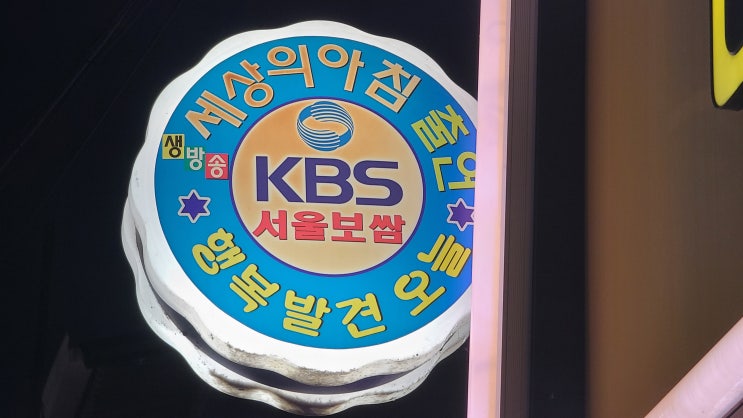 생방송
세상의아침 출연
KBS
서울보쌈
행복발견 오늘